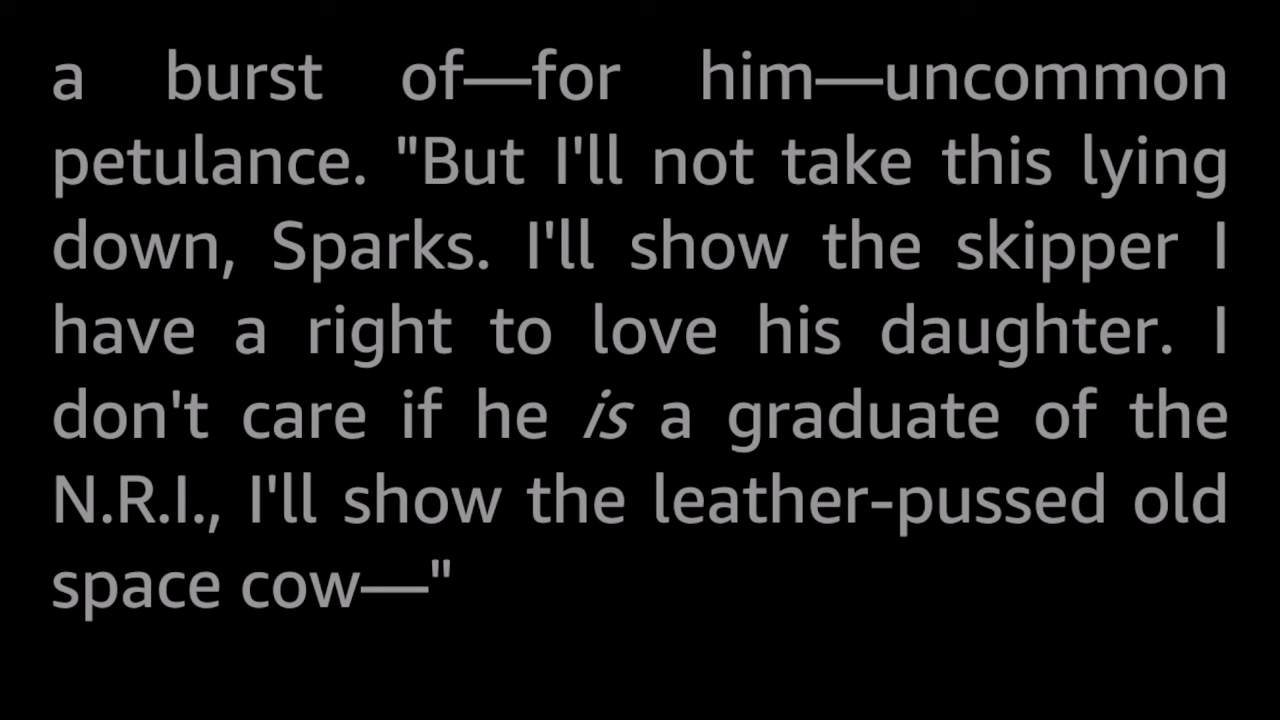 a burst of—for him—uncommon
petulance. "But I'll not take this lying
down, Sparks. I'll show the skipper I
have a right to love his daughter. I
don't care if he is a graduate of the
N.R.I., I'll show the leather-pussed old
space cow—"